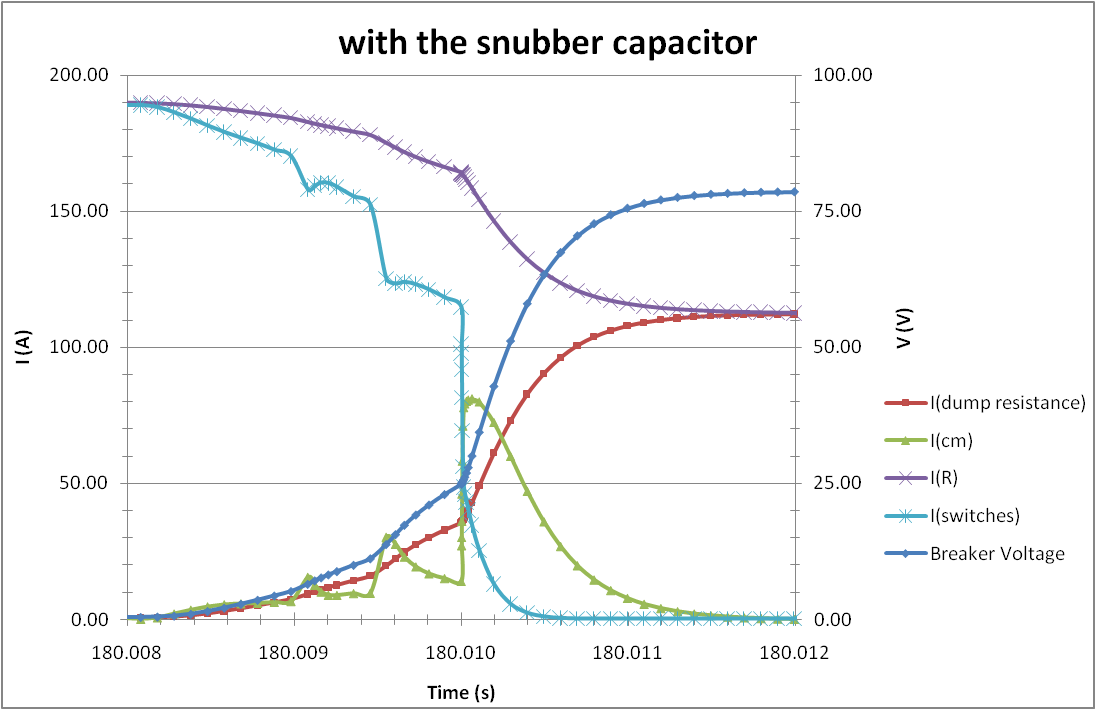 with the snubber capacitor
200.00
150.00
100.00
50.00
0.00
I (A)
100.00
75.00
50.00
25.00
0.00
V (V)
180.008
180.009
180.010
180.011
180.012
Time (s)
I(dump resistance)
I(cm)
I(R)
I(switches)
Breaker Voltage